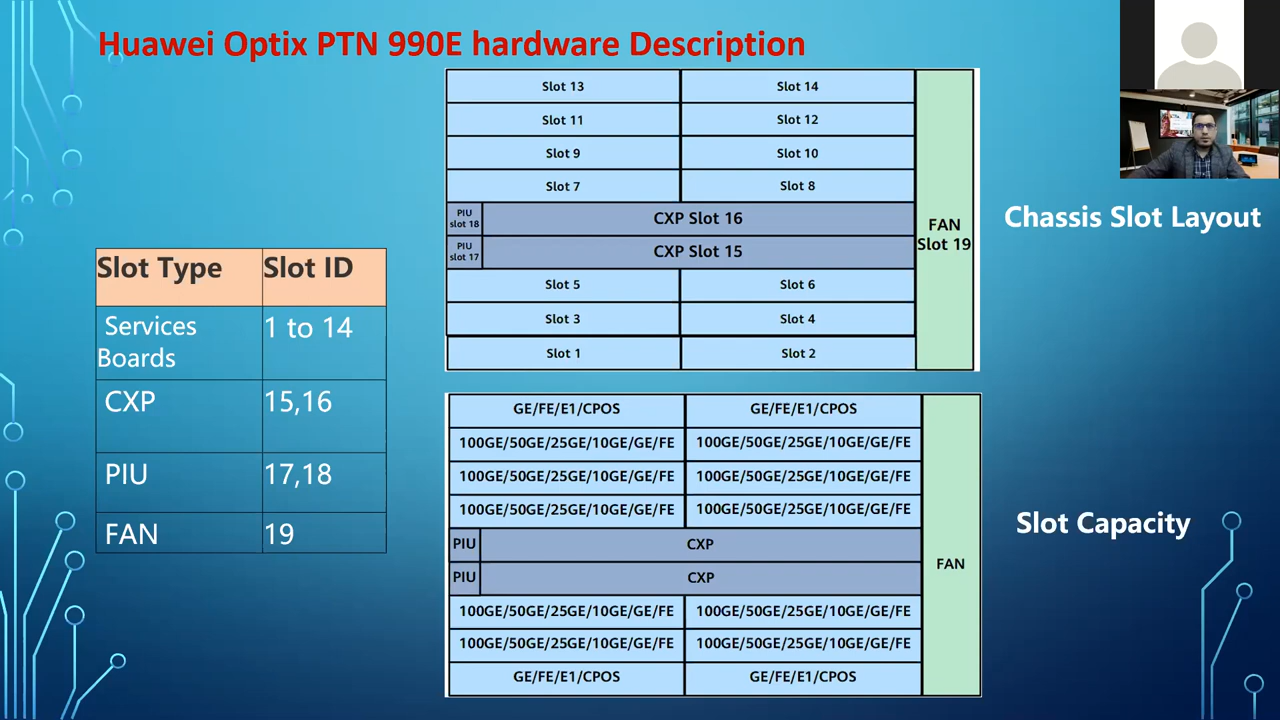 Huawei Optix PTN 990E hardware Description
Slot 13 Slot 14
Slot 11 Slot 12
Slot 9 Slot 10
Slot 7 Slot 8
PIU
slot 18
CXP Slot 16
PIU
slot 17
CXP Slot 15
Slot 5 Slot 6
Slot 3 Slot 4
Slot 1 Slot 2
FAN
Slot 19
Chassis Slot Layout
Slot Type Slot ID
Services
Boards
1 to 14
CXP 15,16
PIU 17,18
FAN 19
GE/FE/E1/CPOS GE/FE/E1/CPOS
100GE/50GE/25GE/10GE/GE/FE 100GE/50GE/25GE/10GE/GE/FE
100GE/50GE/25GE/10GE/GE/FE 100GE/50GE/25GE/10GE/GE/FE
100GE/50GE/25GE/10GE/GE/FE 100GE/50GE/25GE/10GE/GE/FE
PIU CXP
PIU CXP
100GE/50GE/25GE/10GE/GE/FE 100GE/50GE/25GE/10GE/GE/FE
100GE/50GE/25GE/10GE/GE/FE 100GE/50GE/25GE/10GE/GE/FE
GE/FE/E1/CPOS GE/FE/E1/CPOS
FAN
Slot Capacity